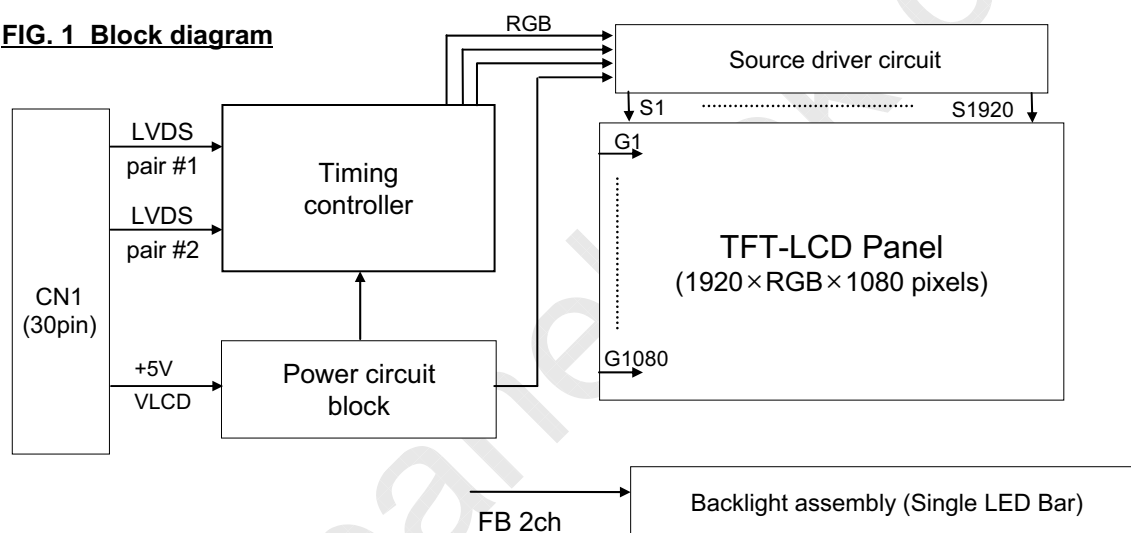 FIG. 1 Block diagram
RGB
Source driver circuit
S1
S1920
LVDS
pair #1
LVDS
pair #2
Timing
controller
G1
TFT-LCD Panel
(1920×RGB×1080 pixels)
G1080
CN1
(30pin)
+5V
VLCD
Power circuit
block
Backlight assembly (Single LED Bar)
FB 2ch